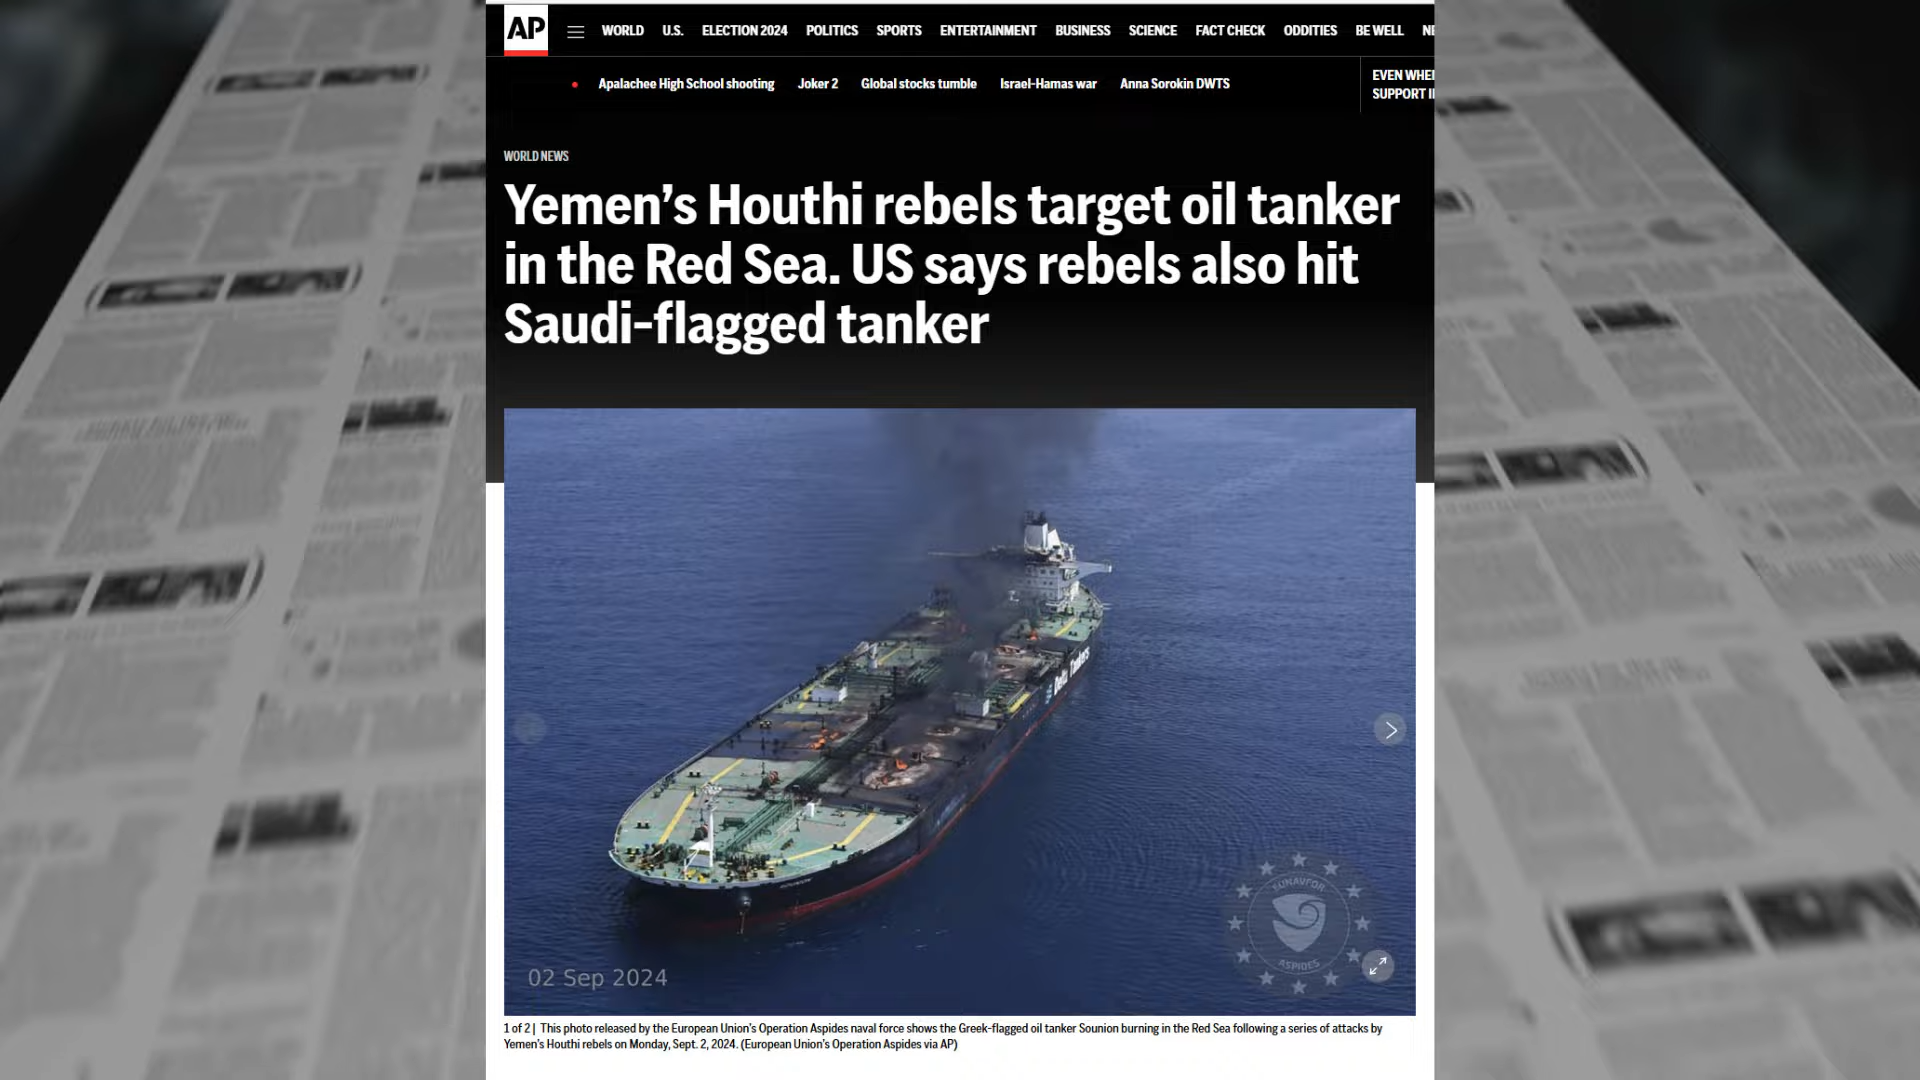 AP
WORLD U.S. ELECTION 2024 POLITICS SPORTS ENTERTAINMENT BUSINESS SCIENCE FACT CHECK ODDITIES BE WELL
Apalachee High School shooting Joker 2 Global stocks tumble Israel-Hamas war Anna Sorokin DWTS
EVEN
SUPPORT
WORLD NEWS
Yemen’s Houthi rebels target oil tanker
in the Red Sea. US says rebels also hit
Saudi-flagged tanker
Delta Tankers
EUNAVFOR
ASPIDES
02 Sep 2024
1 of 2 | This photo released by the European Union’s Operation Aspides naval force shows the Greek-flagged oil tanker Sounion burning in the Red Sea following a series of attacks by
Yemen’s Houthi rebels on Monday, Sept. 2, 2024. (European Union’s Operation Aspides via AP)